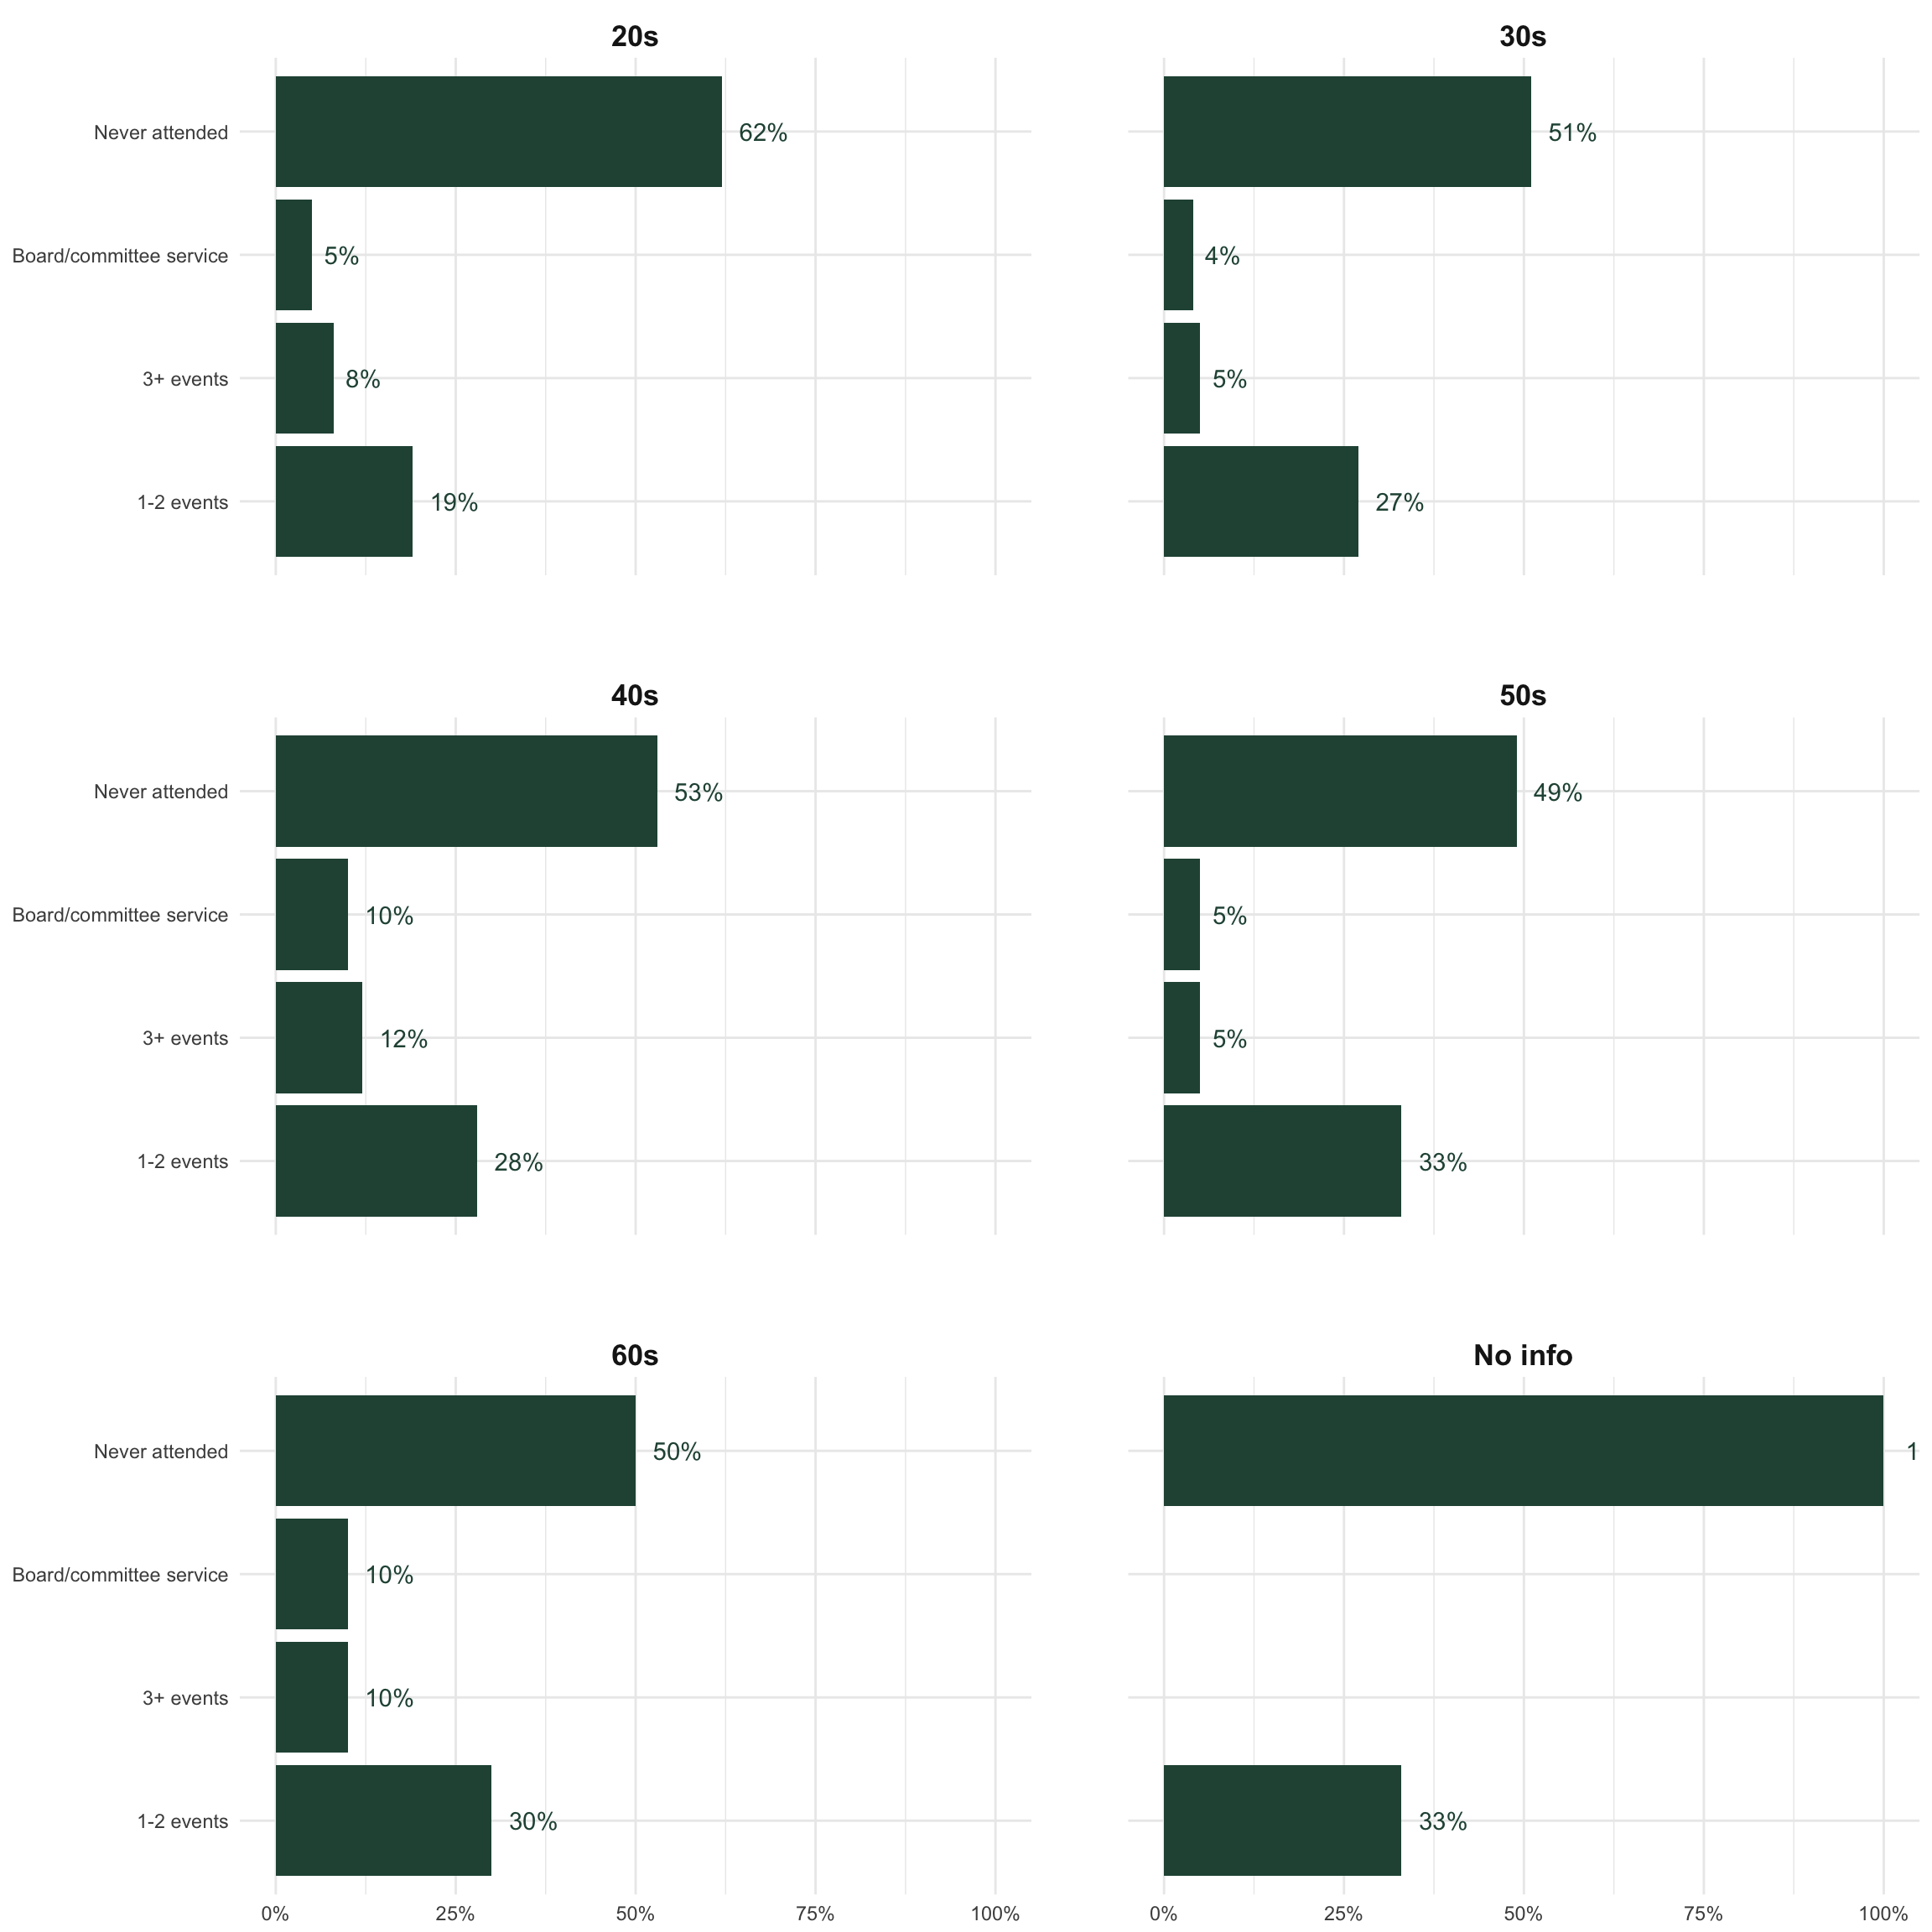 20s
30s
Never attended
62%
51%
Board/committee service
5%
4%
3+ events
8%
5%
1-2 events
19%
27%
40s
50s
Never attended
53%
49%
Board/committee service
10%
5%
3+ events
12%
5%
1-2 events
28%
33%
60s
No info
Never attended
50%
1
Board/committee service
10%
3+ events
10%
1-2 events
30%
33%
0%
25%
50%
75%
100%
0%
25%
50%
75%
100%